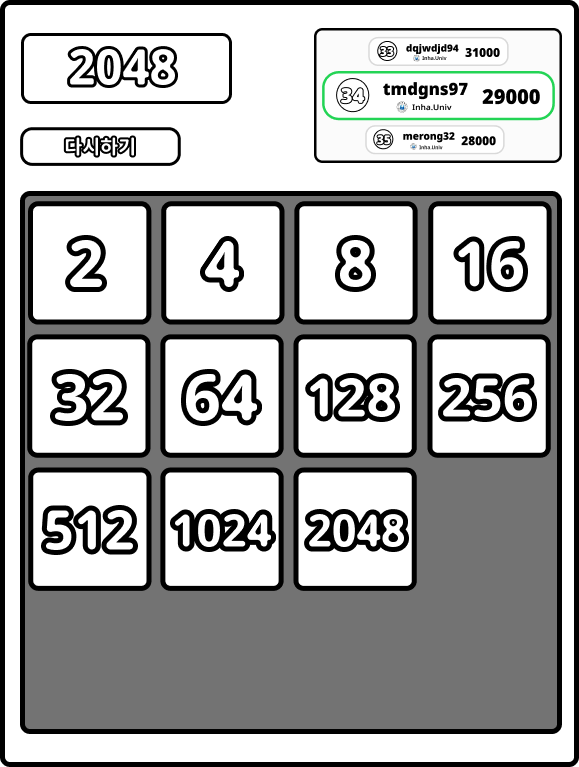 2048
다시하기
33 dqjwdjd94 31000
Inha.Univ
34 tmdgns97 29000
Inha.Univ
35 merong32 28000
Inha.Univ
2 4 8 16
32 64 128 256
512 1024 2048